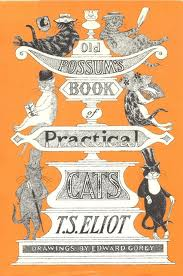 Old
POSSUM'S
BOOK
of
Practical
CATS
T.S. ELIOT
DRAWINGS BY EDWARD GOREY